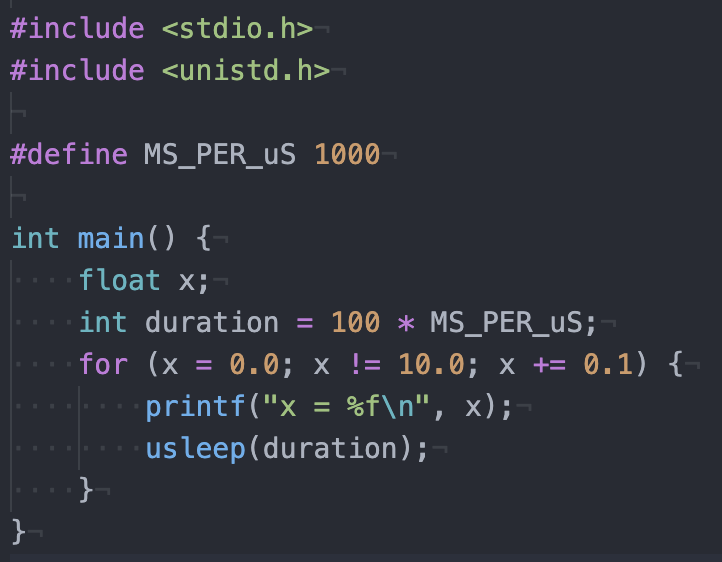 #include <stdio.h>
#include <unistd.h>
#define MS_PER_uS 1000
int main() {
    float x;
    int duration = 100 * MS_PER_uS;
    for (x = 0.0; x != 10.0; x += 0.1) {
        printf("x = %f\n", x);
        usleep(duration);
    }
}